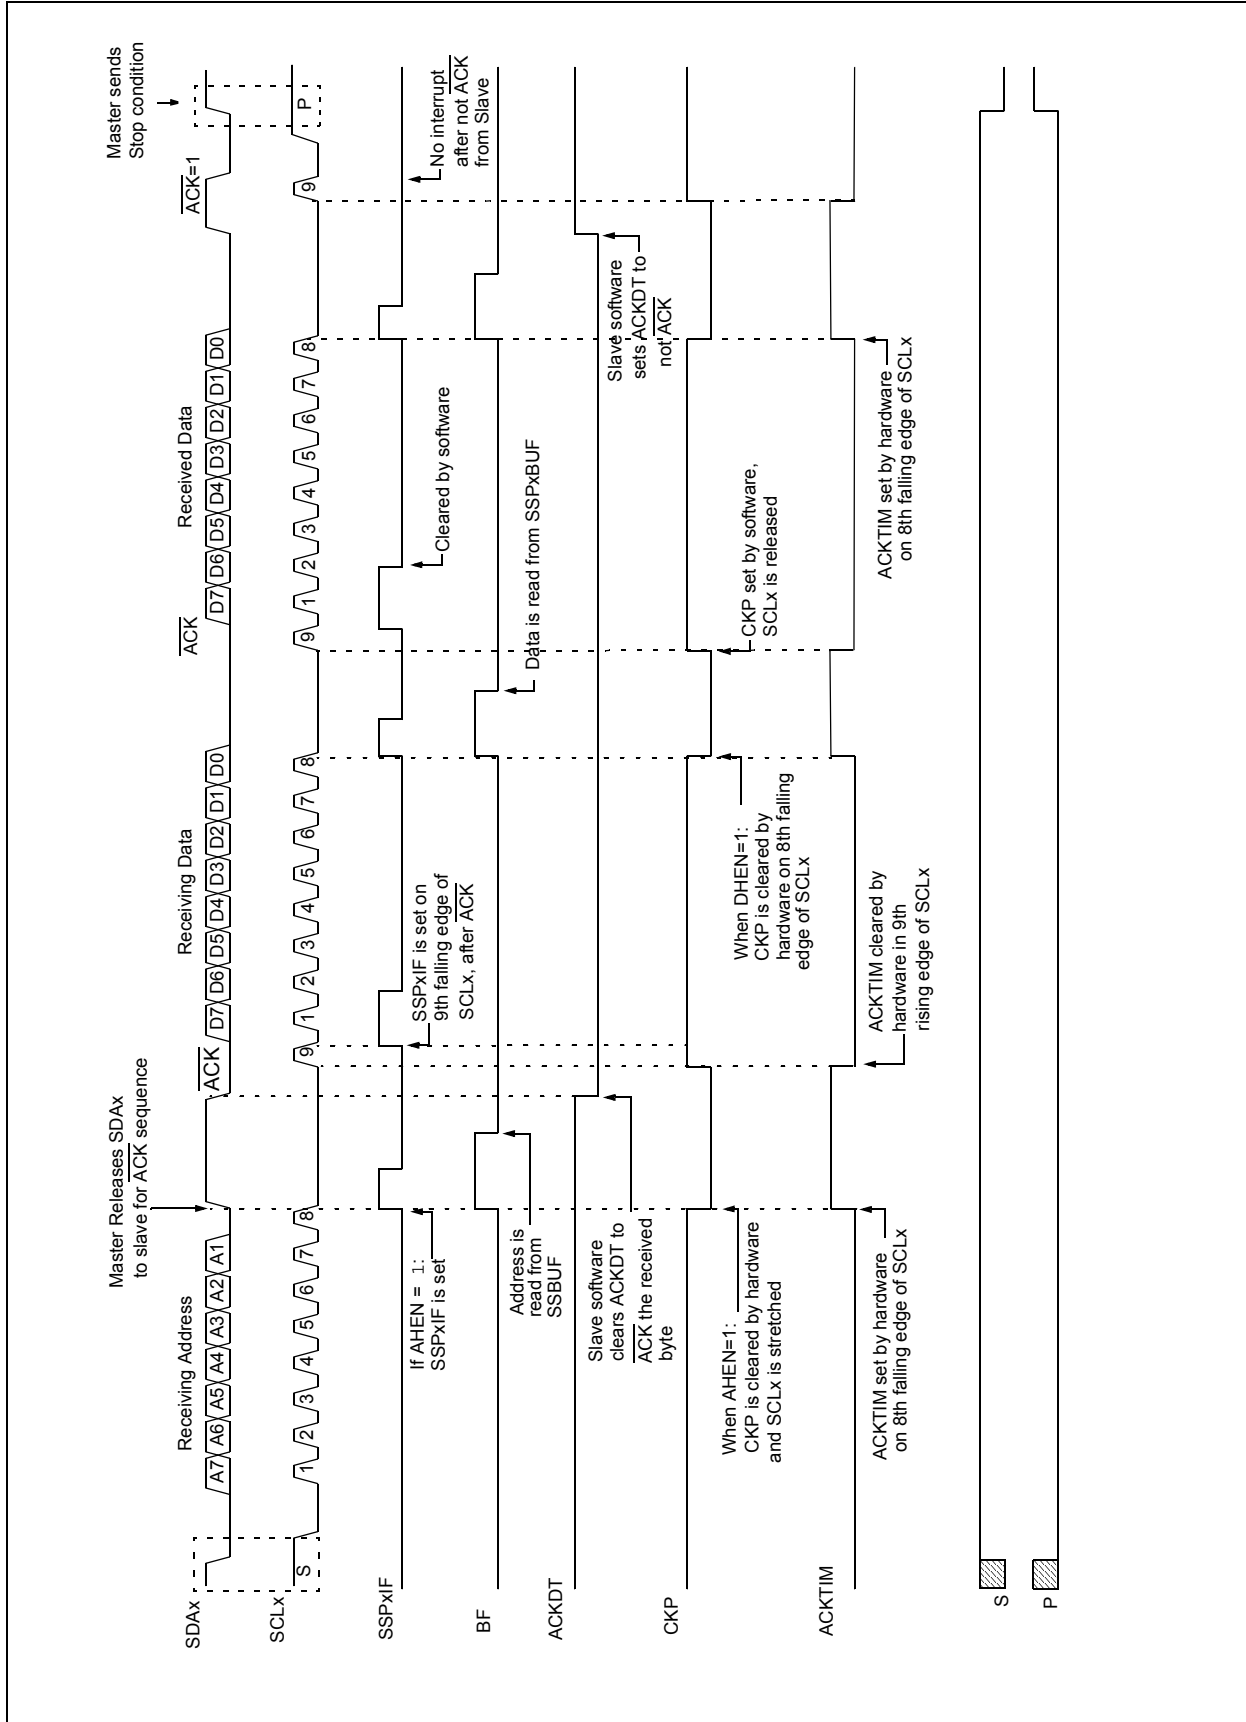 Master Releases SDAx
to slave for ACK sequence
Master sends
Stop condition
Receiving Address
Receiving Data
Received Data
ACK
ACK
ACK=1
SDAx
A7 A6 A5 A4 A3 A2 A1
D7 D6 D5 D4 D3 D2 D1 D0
D7 D6 D5 D4 D3 D2 D1 D0
SCLx
S 1 2 3 4 5 6 7 8 9 1 2 3 4 5 6 7 8 9 1 2 3 4 5 6 7 8 9 P
SSPxIF
If AHEN = 1:
SSPxIF is set
SSPxIF is set on
9th falling edge of
SCLx, after ACK
Cleared by software
No interrupt
after not ACK
from Slave
BF
Address is
read from
SSBUF
Data is read from SSPxBUF
ACKDT
Slave software
clears ACKDT to
ACK the received
byte
Slave software
sets ACKDT to
not ACK
CKP
When AHEN=1:
CKP is cleared by hardware
and SCLx is stretched
When DHEN=1:
CKP is cleared by
hardware on 8th falling
edge of SCLx
CKP set by software,
SCLx is released
ACKTIM
ACKTIM set by hardware
on 8th falling edge of SCLx
ACKTIM cleared by
hardware in 9th
rising edge of SCLx
ACKTIM set by hardware
on 8th falling edge of SCLx
S
P